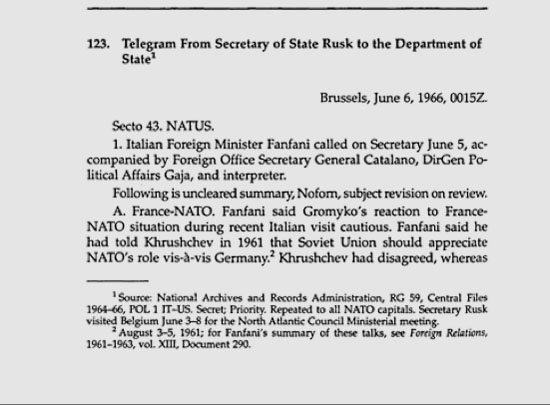 123. Telegram From Secretary of State Rusk to the Department of
State¹
Brussels, June 6, 1966, 0015Z.
Secto 43. NATUS.
1. Italian Foreign Minister Fanfani called on Secretary June 5, ac-
companied by Foreign Office Secretary General Catalano, DirGen Po-
litical Affairs Gaja, and interpreter.
Following is uncleared summary, Noforn, subject revision on review.
A. France-NATO. Fanfani said Gromyko's reaction to France-
NATO situation during recent Italian visit cautious. Fanfani said he
had told Khrushchev in 1961 that Soviet Union should appreciate
NATO's role vis-à-vis Germany.² Khrushchev had disagreed, whereas
¹ Source: National Archives and Records Administration, RG 59, Central Files
1964–66, POL 1 IT–US. Secret; Priority. Repeated to all NATO capitals. Secretary Rusk
visited Belgium June 3–8 for the North Atlantic Council Ministerial meeting.
² August 3–5, 1961; for Fanfani's summary of these talks, see Foreign Relations,
1961–1963, vol. XIII, Document 290.